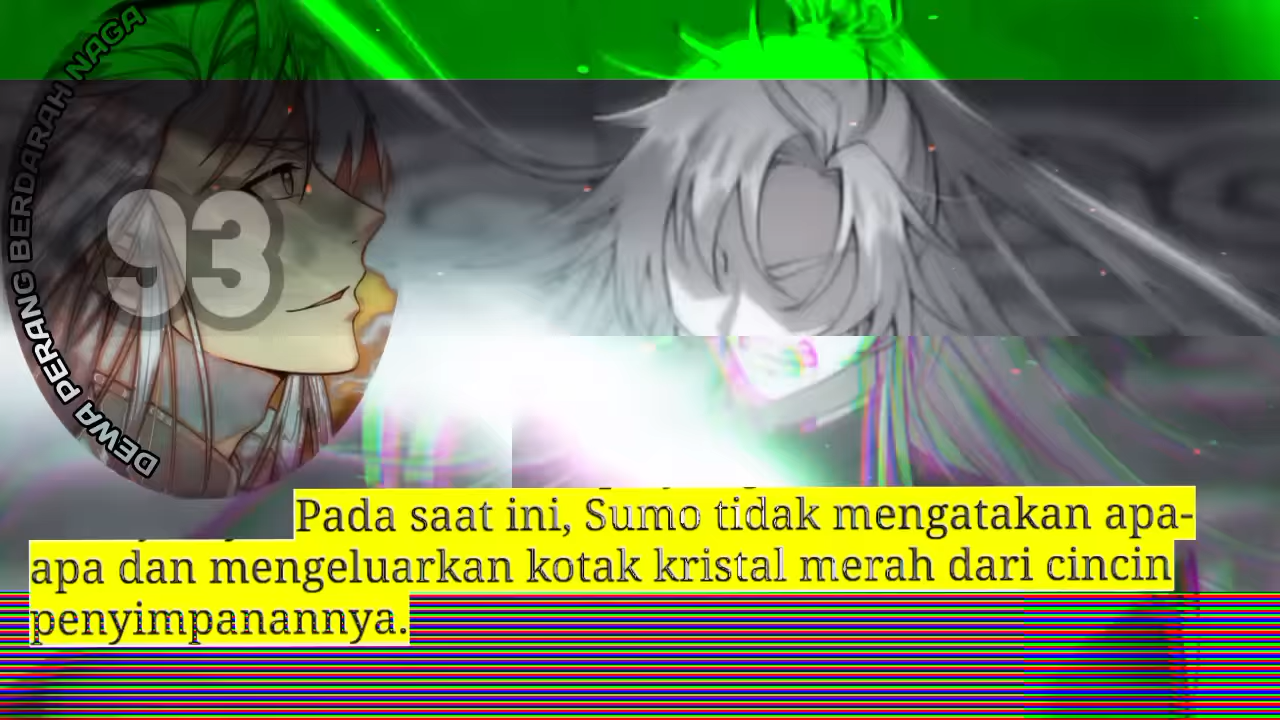 DEWA PERANG BERDARAH NAGA
93
Pada saat ini, Sumo tidak mengatakan apa-
apa dan mengeluarkan kotak kristal merah dari cincin
penyimpanannya.